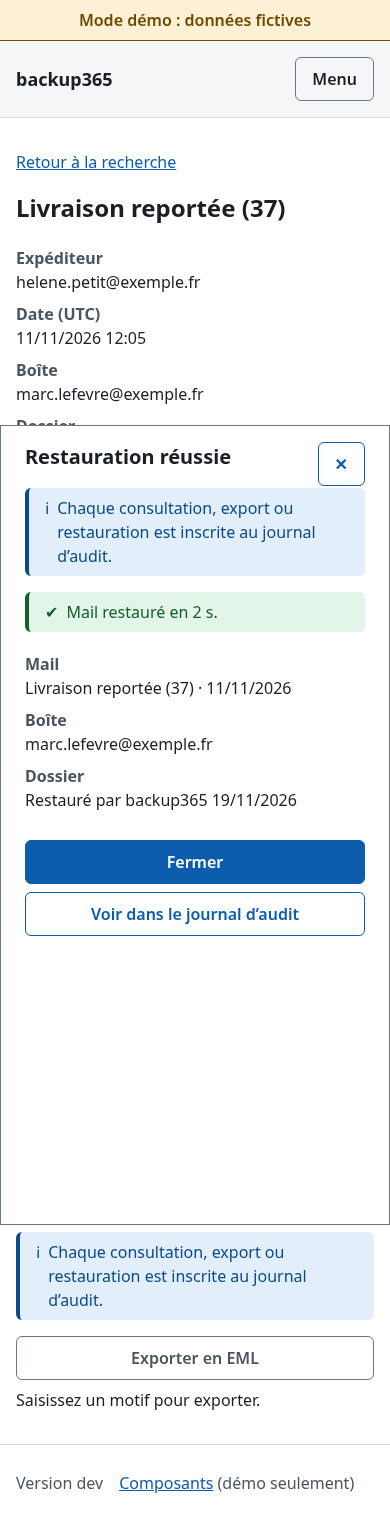 Mode démo : données fictives
backup365
Menu
Retour à la recherche
Livraison reportée (37)
Expéditeur
helene.petit@exemple.fr
Date (UTC)
11/11/2026 12:05
Boîte
marc.lefevre@exemple.fr
Dossier
Restauration réussie
✕
i Chaque consultation, export ou
restauration est inscrite au journal
d’audit.
✔ Mail restauré en 2 s.
Mail
Livraison reportée (37) · 11/11/2026
Boîte
marc.lefevre@exemple.fr
Dossier
Restauré par backup365 19/11/2026
Fermer
Voir dans le journal d’audit
i Chaque consultation, export ou
restauration est inscrite au journal
d’audit.
Exporter en EML
Saisissez un motif pour exporter.
Version dev Composants (démo seulement)